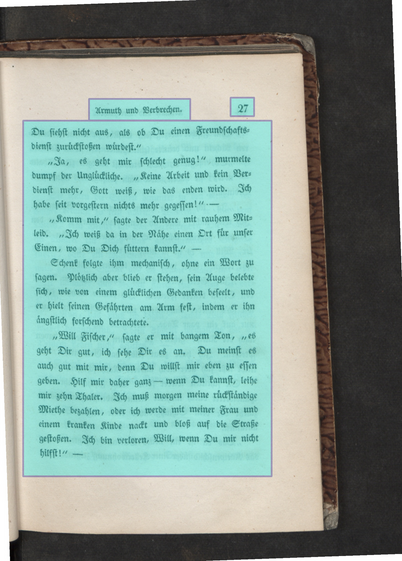 Armuth und Verbrechen.
27
Du siehst nicht aus, als ob Du einen Freundschafts-
dienst zurückstoßen würdest.“
„Ja, es geht mir schlecht genug!“ murmelte
dumpf der Unglückliche. „Keine Arbeit und kein Ver-
dienst mehr, Gott weiß, wie das enden wird. Ich
habe seit vorgestern nichts mehr gegessen!“ —
„Komm mit,“ sagte der Andere mit rauhem Mit-
leid. „Ich weiß da in der Nähe einen Ort für unser
Einen, wo Du Dich füttern kannst.“ —
Schenk folgte ihm mechanisch, ohne ein Wort zu
sagen. Plötzlich aber blieb er stehen, sein Auge belebte
sich, wie von einem glücklichen Gedanken beseelt, und
er hielt seinen Gefährten am Arm fest, indem er ihn
ängstlich forschend betrachtete.
„Will Fischer,“ sagte er mit bangem Ton, „es
geht Dir gut, ich sehe Dir es an. Du meinst es
auch gut mit mir, denn Du willst mir eben zu essen
geben. Hilf mir daher ganz — wenn Du kannst, leihe
mir zehn Thaler. Ich muß morgen meine rückständige
Miethe bezahlen, oder ich werde mit meiner Frau und
einem kranken Kinde nackt und bloß auf die Straße
gestoßen. Ich bin verloren, Will, wenn Du mir nicht
hilfst!“ —